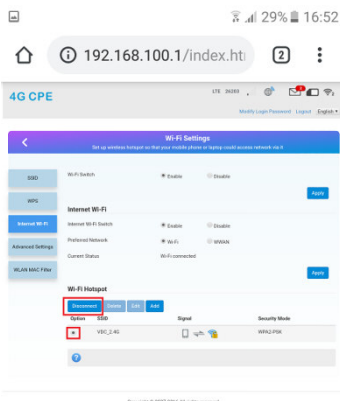 29% 16:52
192.168.100.1/index.ht
2
4G CPE
LTE
Modify Login Password Logout English
Wi-Fi Settings
Set up wireless hotspot so that your mobile phone or laptop could access network via it
SSID
Wi-Fi Switch Enable Disable
Apply
WPS
Internet Wi-Fi
Internet Wi-Fi
Internet Wi-Fi Switch Enable Disable
Preferred Network Wi-Fi WWAN
Advanced Settings
Current Status Wi-Fi connected
WLAN MAC Filter
Apply
Wi-Fi Hotspot
Disconnect Delete Edit Add
Option SSID Signal Security Mode
VBC_2.4G WPA2-PSK
?